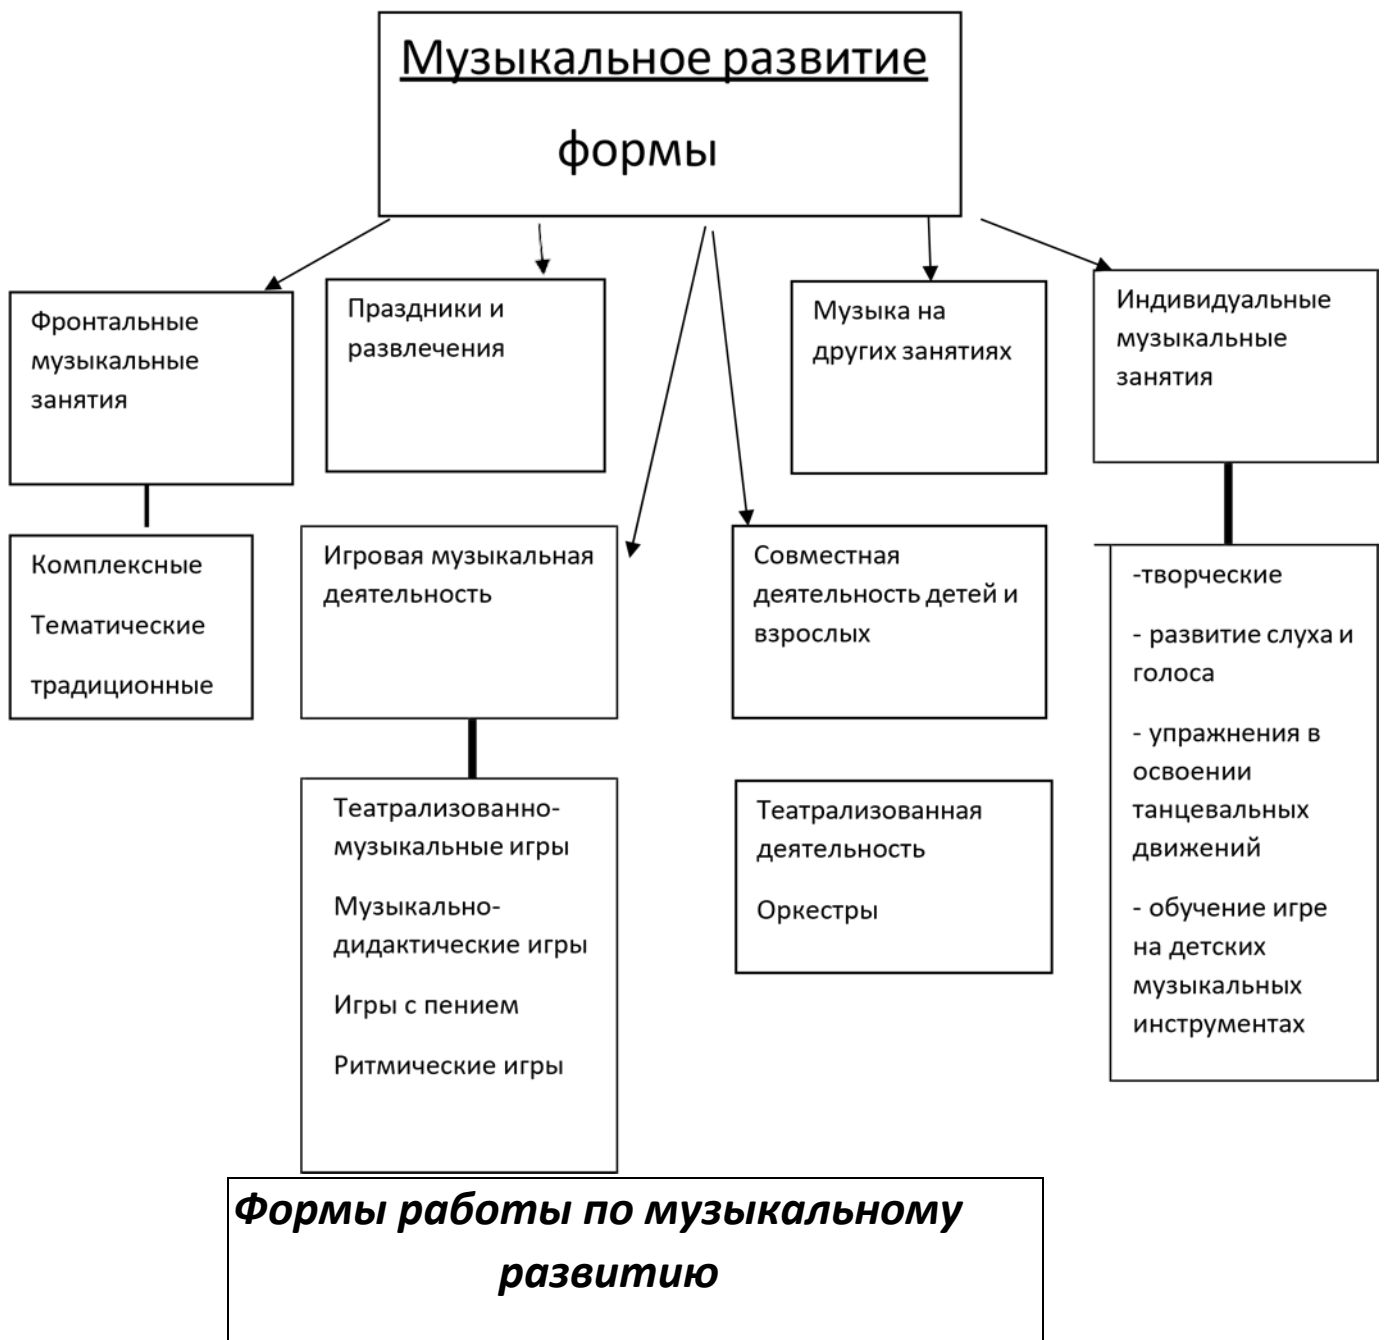 Музыкальное развитие
формы
Фронтальные
музыкальные
занятия
Праздники и
развлечения
Музыка на
других занятиях
Индивидуальные
музыкальные
занятия
Комплексные
Тематические
традиционные
Игровая музыкальная
деятельность
Совместная
деятельность детей и
взрослых
-творческие
- развитие слуха и
голоса
- упражнения в
освоении
танцевальных
движений
- обучение игре
на детских
музыкальных
инструментах
Театрализованно-
музыкальные игры
Музыкально-
дидактические игры
Игры с пением
Ритмические игры
Театрализованная
деятельность
Оркестры
Формы работы по музыкальному
развитию